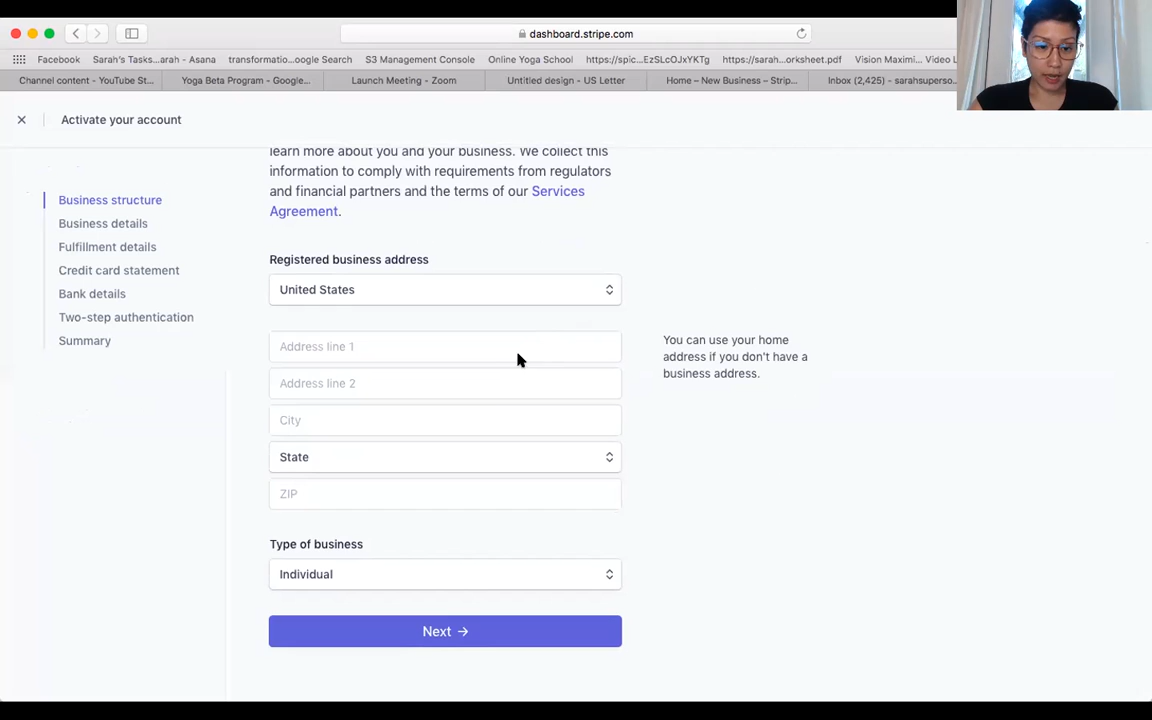 dashboard.stripe.com
Facebook Sarah's Tasks...arah - Asana transformatio...oogle Search S3 Management Console Online Yoga School https://spic...EzSLcOJxYKTg https://sarah...orksheet.pdf Vision Maximi... Video L
Channel content - YouTube St... Yoga Beta Program - Google... Launch Meeting - Zoom Untitled design - US Letter Home – New Business – Strip... Inbox (2,425) - sarahsuperso...
Activate your account
learn more about you and your business. We collect this
information to comply with requirements from regulators
and financial partners and the terms of our Services
Agreement.
Business structure
Business details
Fulfillment details
Credit card statement
Bank details
Two-step authentication
Summary
Registered business address
United States
Address line 1
Address line 2
City
State
ZIP
You can use your home
address if you don't have a
business address.
Type of business
Individual
Next →